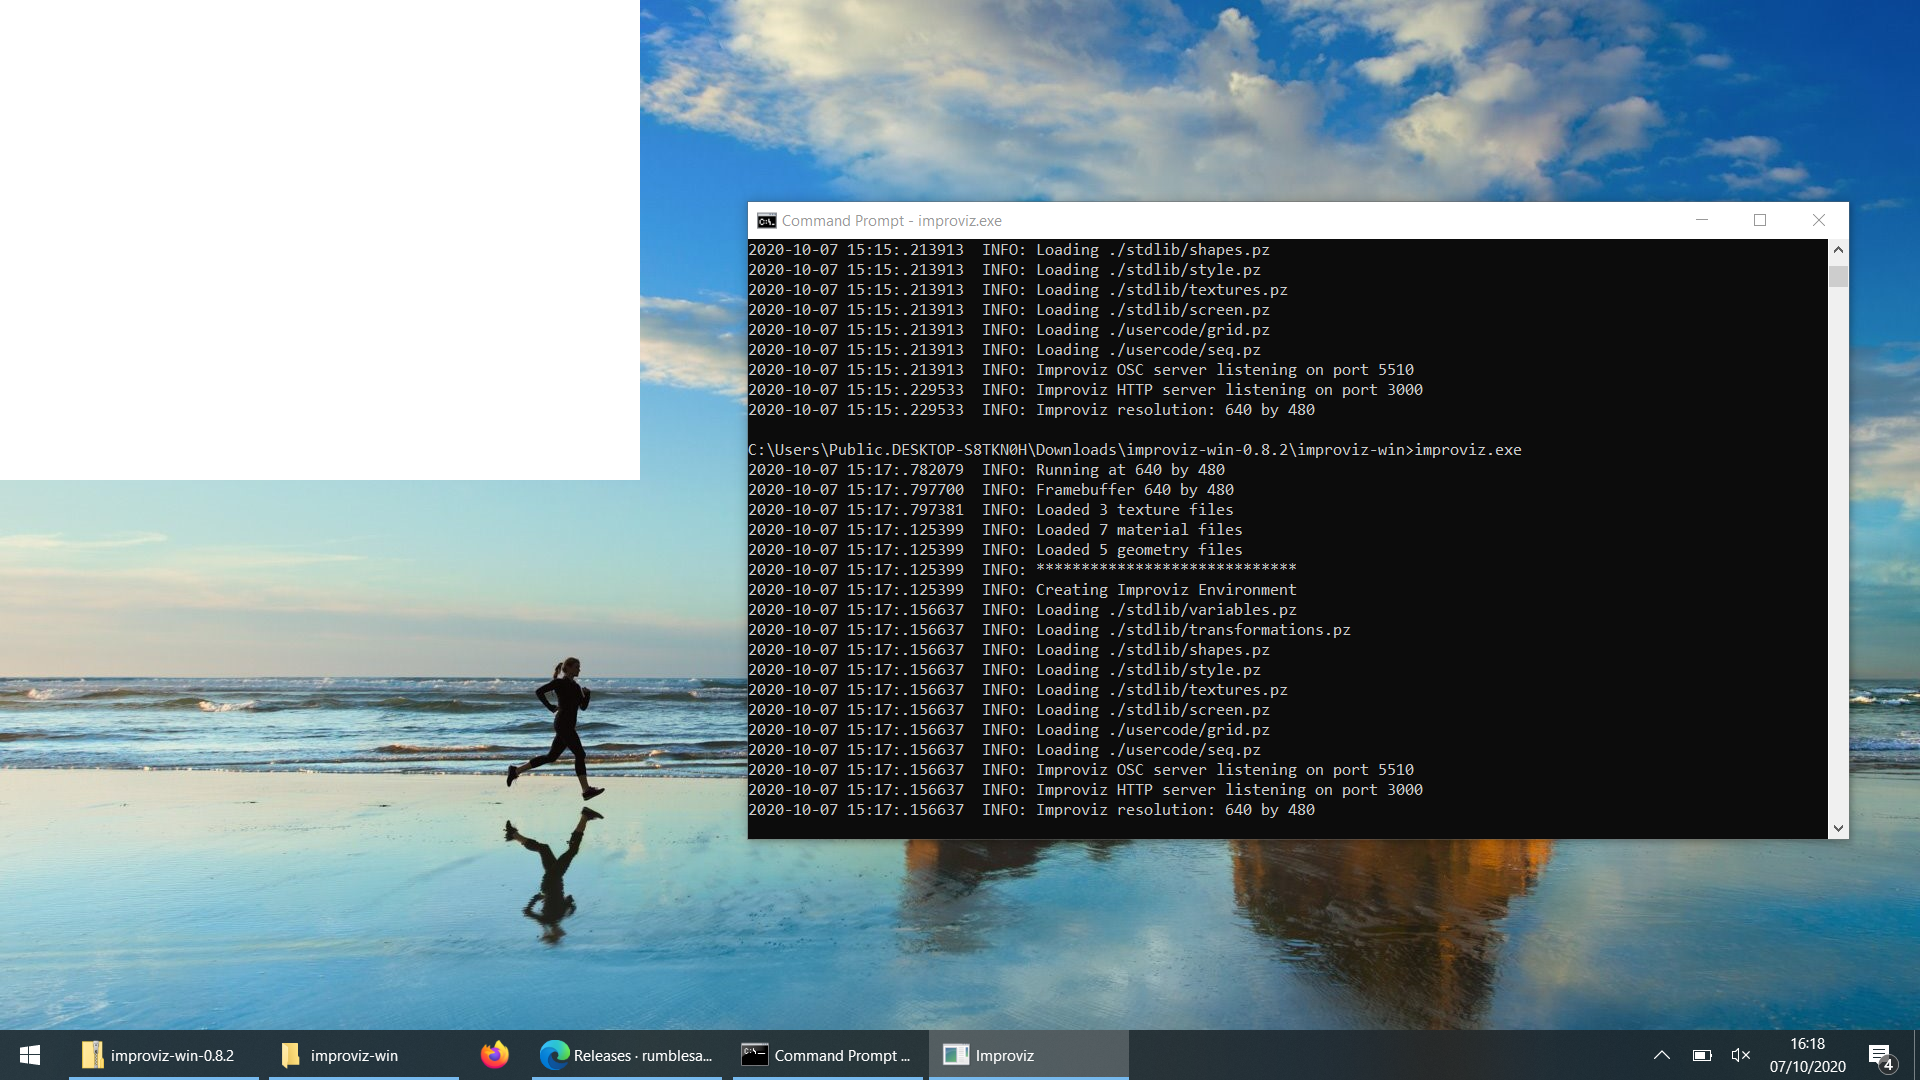 Command Prompt - improviz.exe
2020-10-07 15:15:.213913  INFO: Loading ./stdlib/shapes.pz
2020-10-07 15:15:.213913  INFO: Loading ./stdlib/style.pz
2020-10-07 15:15:.213913  INFO: Loading ./stdlib/textures.pz
2020-10-07 15:15:.213913  INFO: Loading ./stdlib/screen.pz
2020-10-07 15:15:.213913  INFO: Loading ./usercode/grid.pz
2020-10-07 15:15:.213913  INFO: Loading ./usercode/seq.pz
2020-10-07 15:15:.213913  INFO: Improviz OSC server listening on port 5510
2020-10-07 15:15:.229533  INFO: Improviz HTTP server listening on port 3000
2020-10-07 15:15:.229533  INFO: Improviz resolution: 640 by 480
C:\Users\Public.DESKTOP-S8TKN0H\Downloads\improviz-win-0.8.2\improviz-win>improviz.exe
2020-10-07 15:17:.782079  INFO: Running at 640 by 480
2020-10-07 15:17:.797700  INFO: Framebuffer 640 by 480
2020-10-07 15:17:.797381  INFO: Loaded 3 texture files
2020-10-07 15:17:.125399  INFO: Loaded 7 material files
2020-10-07 15:17:.125399  INFO: Loaded 5 geometry files
2020-10-07 15:17:.125399  INFO: *****************************
2020-10-07 15:17:.125399  INFO: Creating Improviz Environment
2020-10-07 15:17:.156637  INFO: Loading ./stdlib/variables.pz
2020-10-07 15:17:.156637  INFO: Loading ./stdlib/transformations.pz
2020-10-07 15:17:.156637  INFO: Loading ./stdlib/shapes.pz
2020-10-07 15:17:.156637  INFO: Loading ./stdlib/style.pz
2020-10-07 15:17:.156637  INFO: Loading ./stdlib/textures.pz
2020-10-07 15:17:.156637  INFO: Loading ./stdlib/screen.pz
2020-10-07 15:17:.156637  INFO: Loading ./usercode/grid.pz
2020-10-07 15:17:.156637  INFO: Loading ./usercode/seq.pz
2020-10-07 15:17:.156637  INFO: Improviz OSC server listening on port 5510
2020-10-07 15:17:.156637  INFO: Improviz HTTP server listening on port 3000
2020-10-07 15:17:.156637  INFO: Improviz resolution: 640 by 480
improviz-win-0.8.2
improviz-win
Releases · rumblesa...
Command Prompt ...
Improviz
16:18
07/10/2020
4